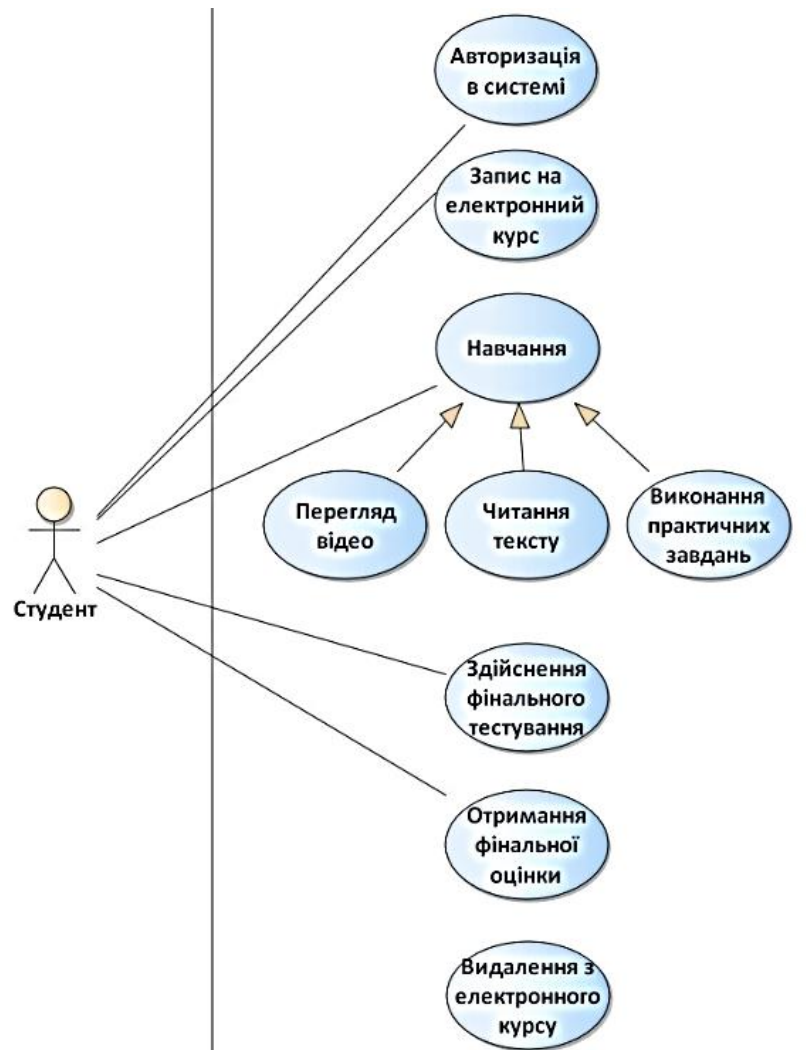 Авторизація
в системі
Запис на
електронний
курс
Навчання
Перегляд
відео
Читання
тексту
Виконання
практичних
завдань
Студент
Здійснення
фінального
тестування
Отримання
фінальної
оцінки
Видалення з
електронного
курсу